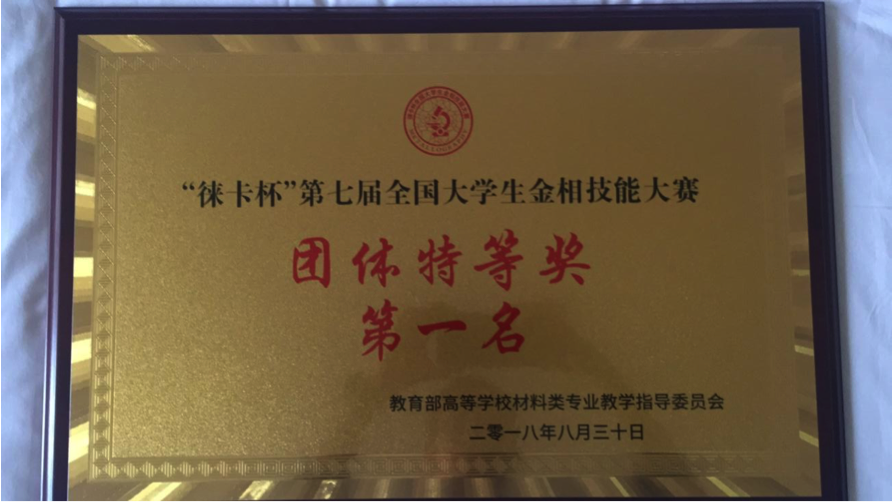 “徕卡杯”第七届全国大学生金相技能大赛
团体特等奖
第一名
教育部高等学校材料类专业教学指导委员会
二零一八年八月三十日